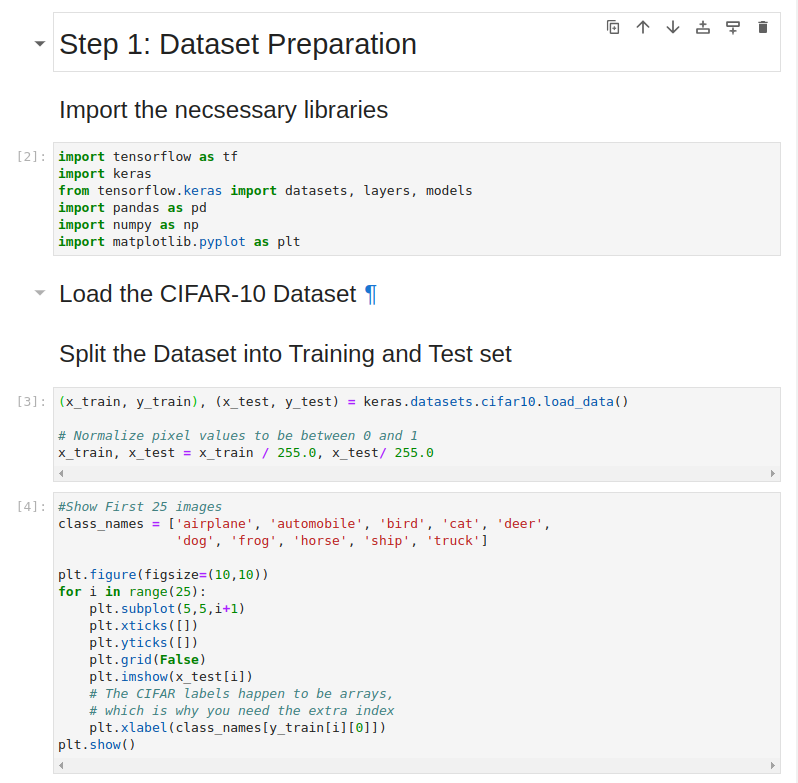 Step 1: Dataset Preparation
Import the necsessary libraries
[2]:
import tensorflow as tf
import keras
from tensorflow.keras import datasets, layers, models
import pandas as pd
import numpy as np
import matplotlib.pyplot as plt
Load the CIFAR-10 Dataset ¶
Split the Dataset into Training and Test set
[3]:
(x_train, y_train), (x_test, y_test) = keras.datasets.cifar10.load_data()
# Normalize pixel values to be between 0 and 1
x_train, x_test = x_train / 255.0, x_test/ 255.0
[4]:
#Show First 25 images
class_names = ['airplane', 'automobile', 'bird', 'cat', 'deer',
               'dog', 'frog', 'horse', 'ship', 'truck']
plt.figure(figsize=(10,10))
for i in range(25):
    plt.subplot(5,5,i+1)
    plt.xticks([])
    plt.yticks([])
    plt.grid(False)
    plt.imshow(x_test[i])
    # The CIFAR labels happen to be arrays,
    # which is why you need the extra index
    plt.xlabel(class_names[y_train[i][0]])
plt.show()